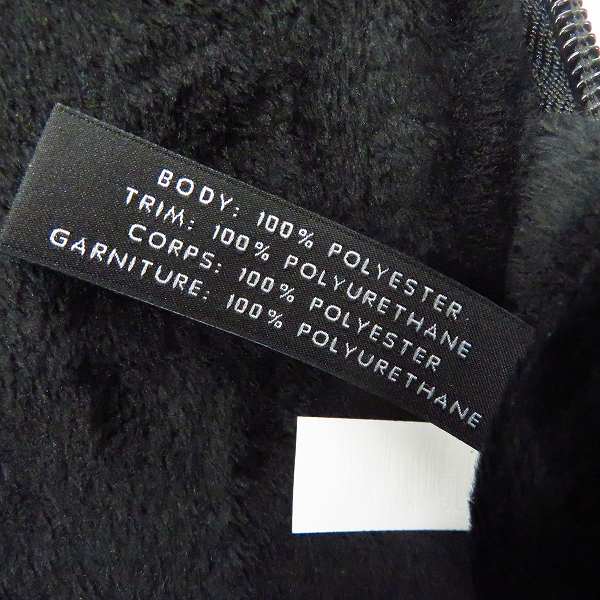 BODY: 100% POLYESTER.
TRIM: 100% POLYURETHANE
CORPS: 100% POLYESTER
GARNITURE: 100% POLYURETHANE